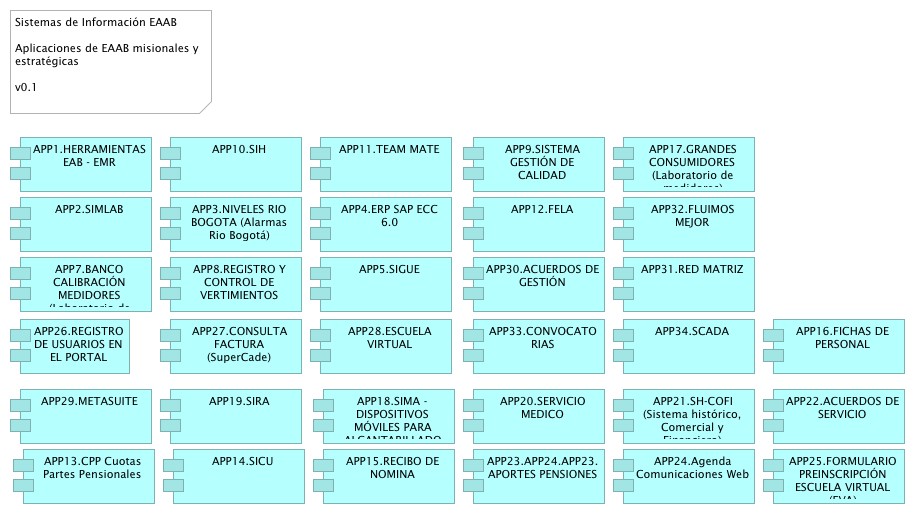 Sistemas de Información EAAB
Aplicaciones de EAAB misionales y
estratégicas
v0.1
APP1.HERRAMIENTAS
EAB - EMR
APP10.SIH
APP11.TEAM MATE
APP9.SISTEMA
GESTIÓN DE
CALIDAD
APP17.GRANDES
CONSUMIDORES
(Laboratorio de
medidores)
APP2.SIMLAB
APP3.NIVELES RIO
BOGOTA (Alarmas
Rio Bogotá)
APP4.ERP SAP ECC
6.0
APP12.FELA
APP32.FLUIMOS
MEJOR
APP7.BANCO
CALIBRACIÓN
MEDIDORES
(Laboratorio de
APP8.REGISTRO Y
CONTROL DE
VERTIMIENTOS
APP5.SIGUE
APP30.ACUERDOS DE
GESTIÓN
APP31.RED MATRIZ
APP26.REGISTRO
DE USUARIOS EN
EL PORTAL
APP27.CONSULTA
FACTURA
(SuperCade)
APP28.ESCUELA
VIRTUAL
APP33.CONVOCATO
RIAS
APP34.SCADA
APP16.FICHAS DE
PERSONAL
APP29.METASUITE
APP19.SIRA
APP18.SIMA -
DISPOSITIVOS
MÓVILES PARA
ALCANTARILLADO
APP20.SERVICIO
MEDICO
APP21.SH-COFI
(Sistema histórico,
Comercial y
Financiero)
APP22.ACUERDOS DE
SERVICIO
APP13.CPP Cuotas
Partes Pensionales
APP14.SICU
APP15.RECIBO DE
NOMINA
APP23.APP24.APP23.
APORTES PENSIONES
APP24.Agenda
Comunicaciones Web
APP25.FORMULARIO
PREINSCRIPCIÓN
ESCUELA VIRTUAL
(EVA)